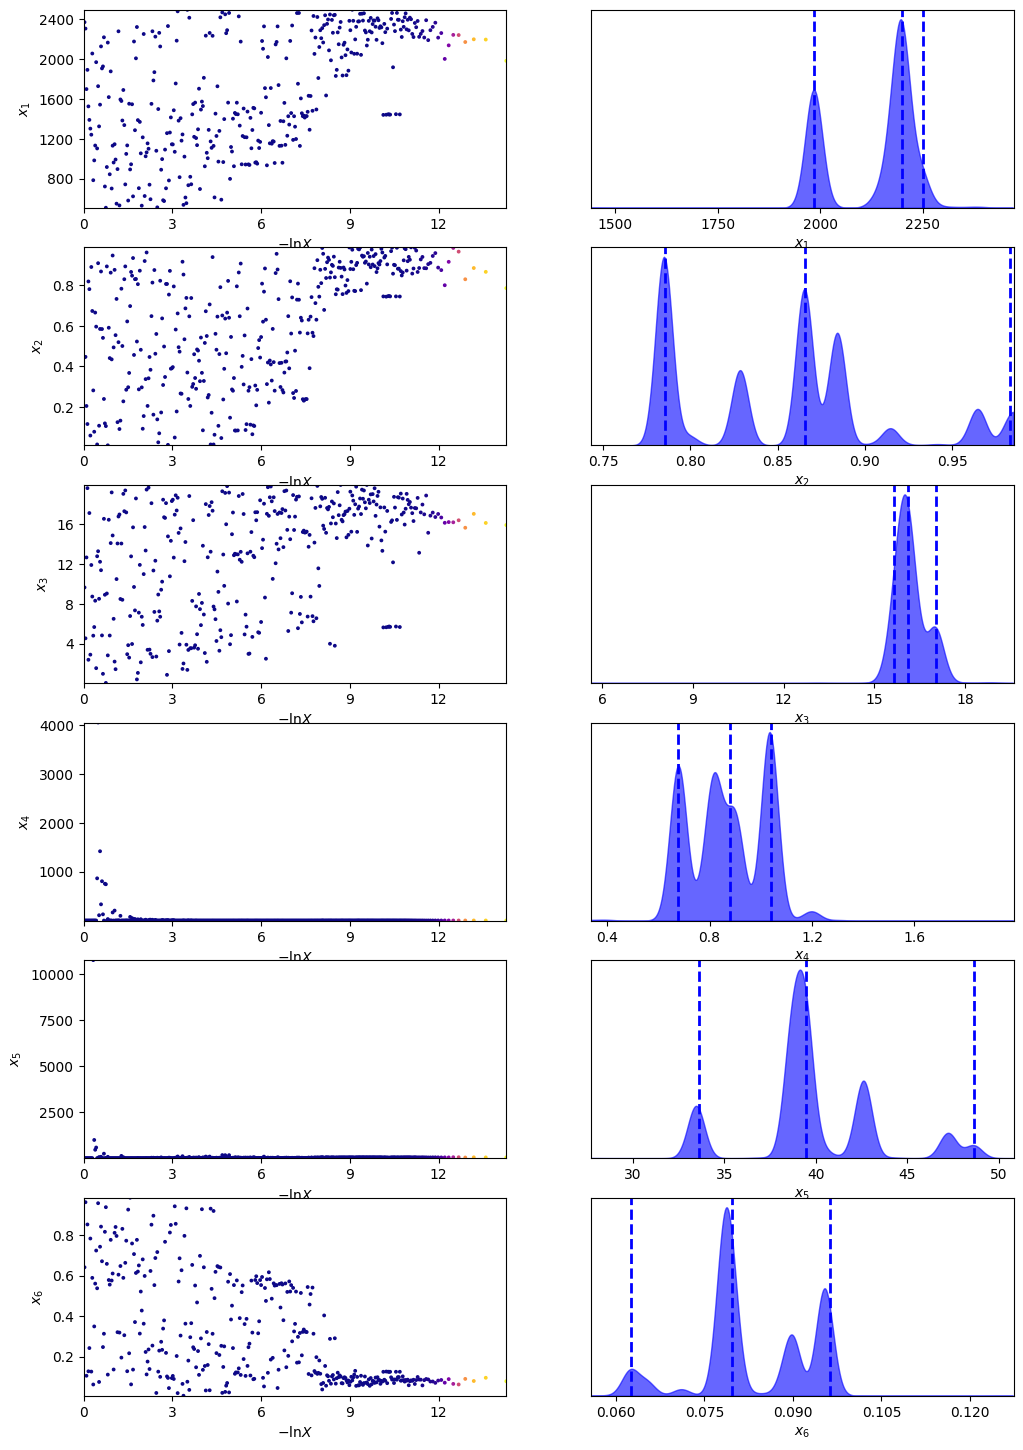 2400
2000
1600
1200
800
x₁
0 3 6 9 12
−lnX
1500 1750 2000 2250
x₁
0.8
0.6
0.4
0.2
x₂
0 3 6 9 12
−lnX
0.75 0.80 0.85 0.90 0.95
x₂
16
12
8
4
x₃
0 3 6 9 12
−lnX
6 9 12 15 18
x₃
4000
3000
2000
1000
x₄
0 3 6 9 12
−lnX
0.4 0.8 1.2 1.6
x₄
10000
7500
5000
2500
x₅
0 3 6 9 12
−lnX
30 35 40 45 50
x₅
0.8
0.6
0.4
0.2
x₆
0 3 6 9 12
−lnX
0.060 0.075 0.090 0.105 0.120
x₆